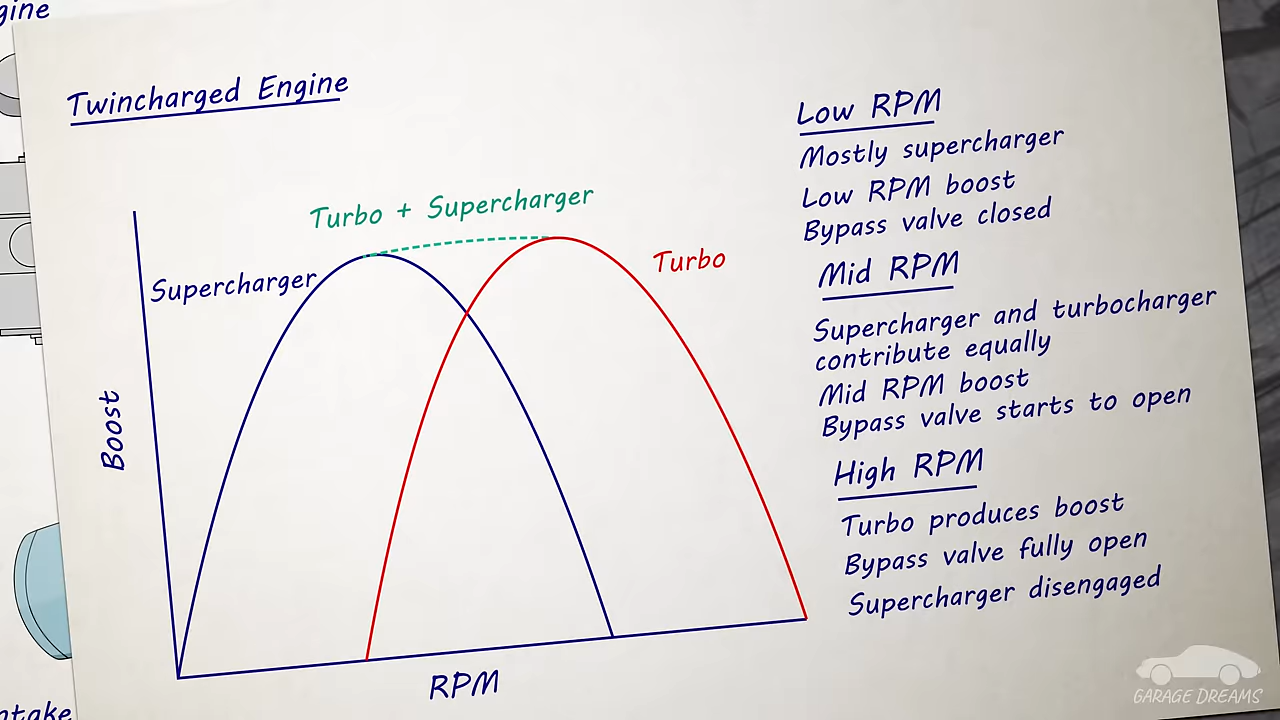 gine
Twincharged Engine
Turbo + Supercharger
Supercharger
Turbo
Boost
RPM
Low RPM
Mostly supercharger
Low RPM boost
Bypass valve closed
Mid RPM
Supercharger and turbocharger
contribute equally
Mid RPM boost
Bypass valve starts to open
High RPM
Turbo produces boost
Bypass valve fully open
Supercharger disengaged
ntake
GARAGE DREAMS